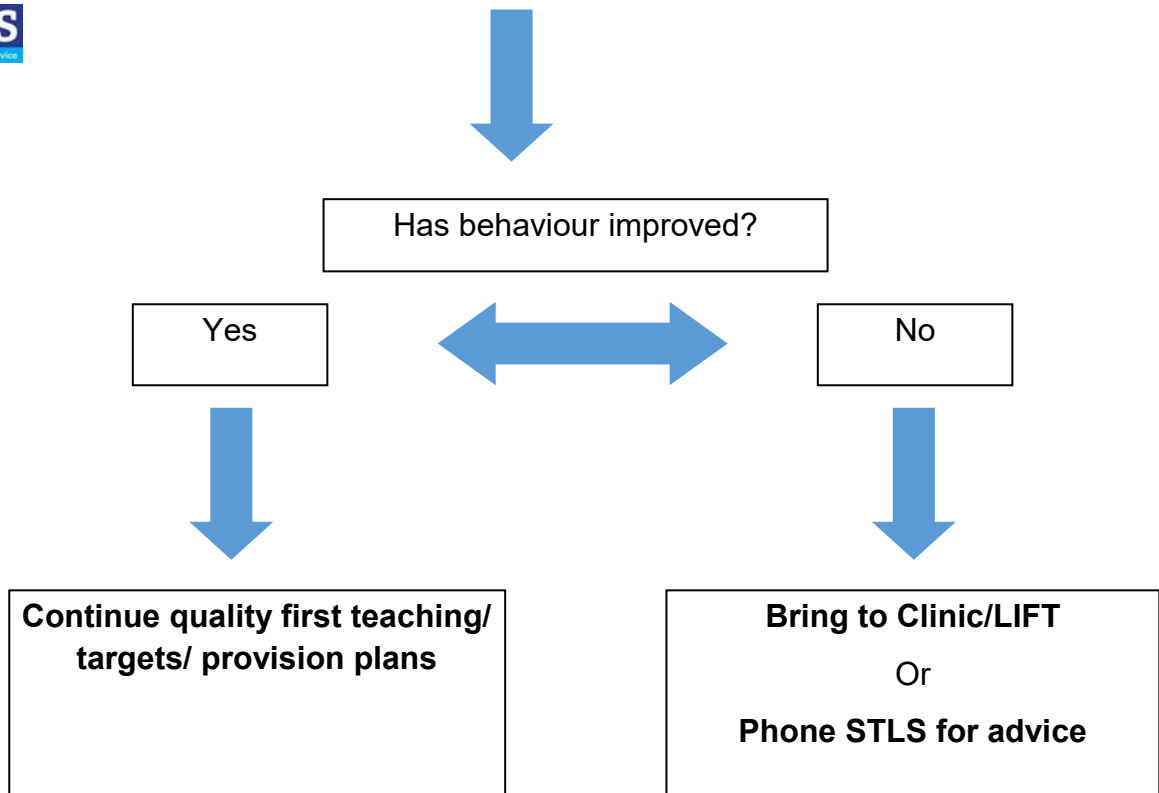 S
vice
Has behaviour improved?
Yes
No
Continue quality first teaching/
targets/ provision plans
Bring to Clinic/LIFT
Or
Phone STLS for advice